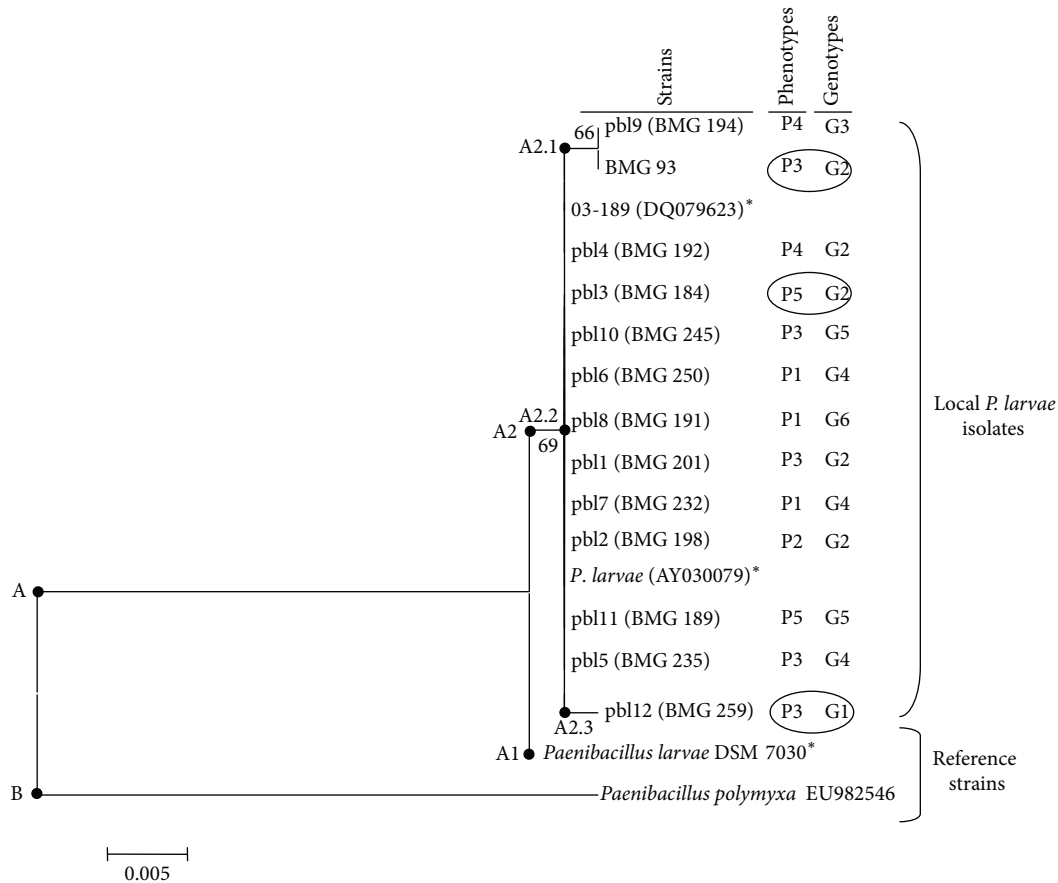 Strains Phenotypes Genotypes
66 pbl9 (BMG 194) P4 G3
A2.1
BMG 93 P3 G2
03-189 (DQ079623)*
pbl4 (BMG 192) P4 G2
pbl3 (BMG 184) P5 G2
pbl10 (BMG 245) P3 G5
pbl6 (BMG 250) P1 G4
Local P. larvae
isolates
A2.2
pbl8 (BMG 191) P1 G6
A2
69
pbl1 (BMG 201) P3 G2
pbl7 (BMG 232) P1 G4
pbl2 (BMG 198) P2 G2
P. larvae (AY030079)*
A
pbl11 (BMG 189) P5 G5
pbl5 (BMG 235) P3 G4
pbl12 (BMG 259) P3 G1
A2.3
A1 Paenibacillus larvae DSM 7030*
Reference
strains
B Paenibacillus polymyxa EU982546
0.005